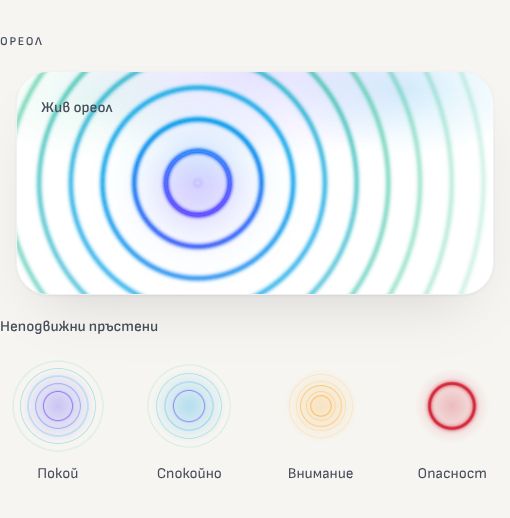 ОРЕОЛ
Жив ореол
Неподвижни пръстени
Покой
Спокойно
Внимание
Опасност